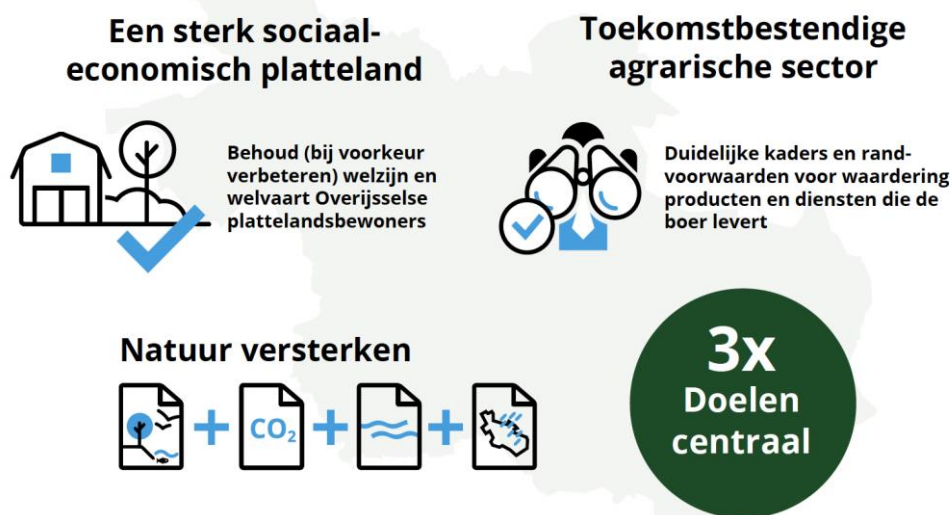 Een sterk sociaal-
economisch platteland
Behoud (bij voorkeur
verbeteren) welzijn en
welvaart Overijsselse
plattelandsbewoners
Toekomstbestendige
agrarische sector
Duidelijke kaders en rand-
voorwaarden voor waardering
producten en diensten die de
boer levert
Natuur versterken
CO₂
3x
Doelen
centraal